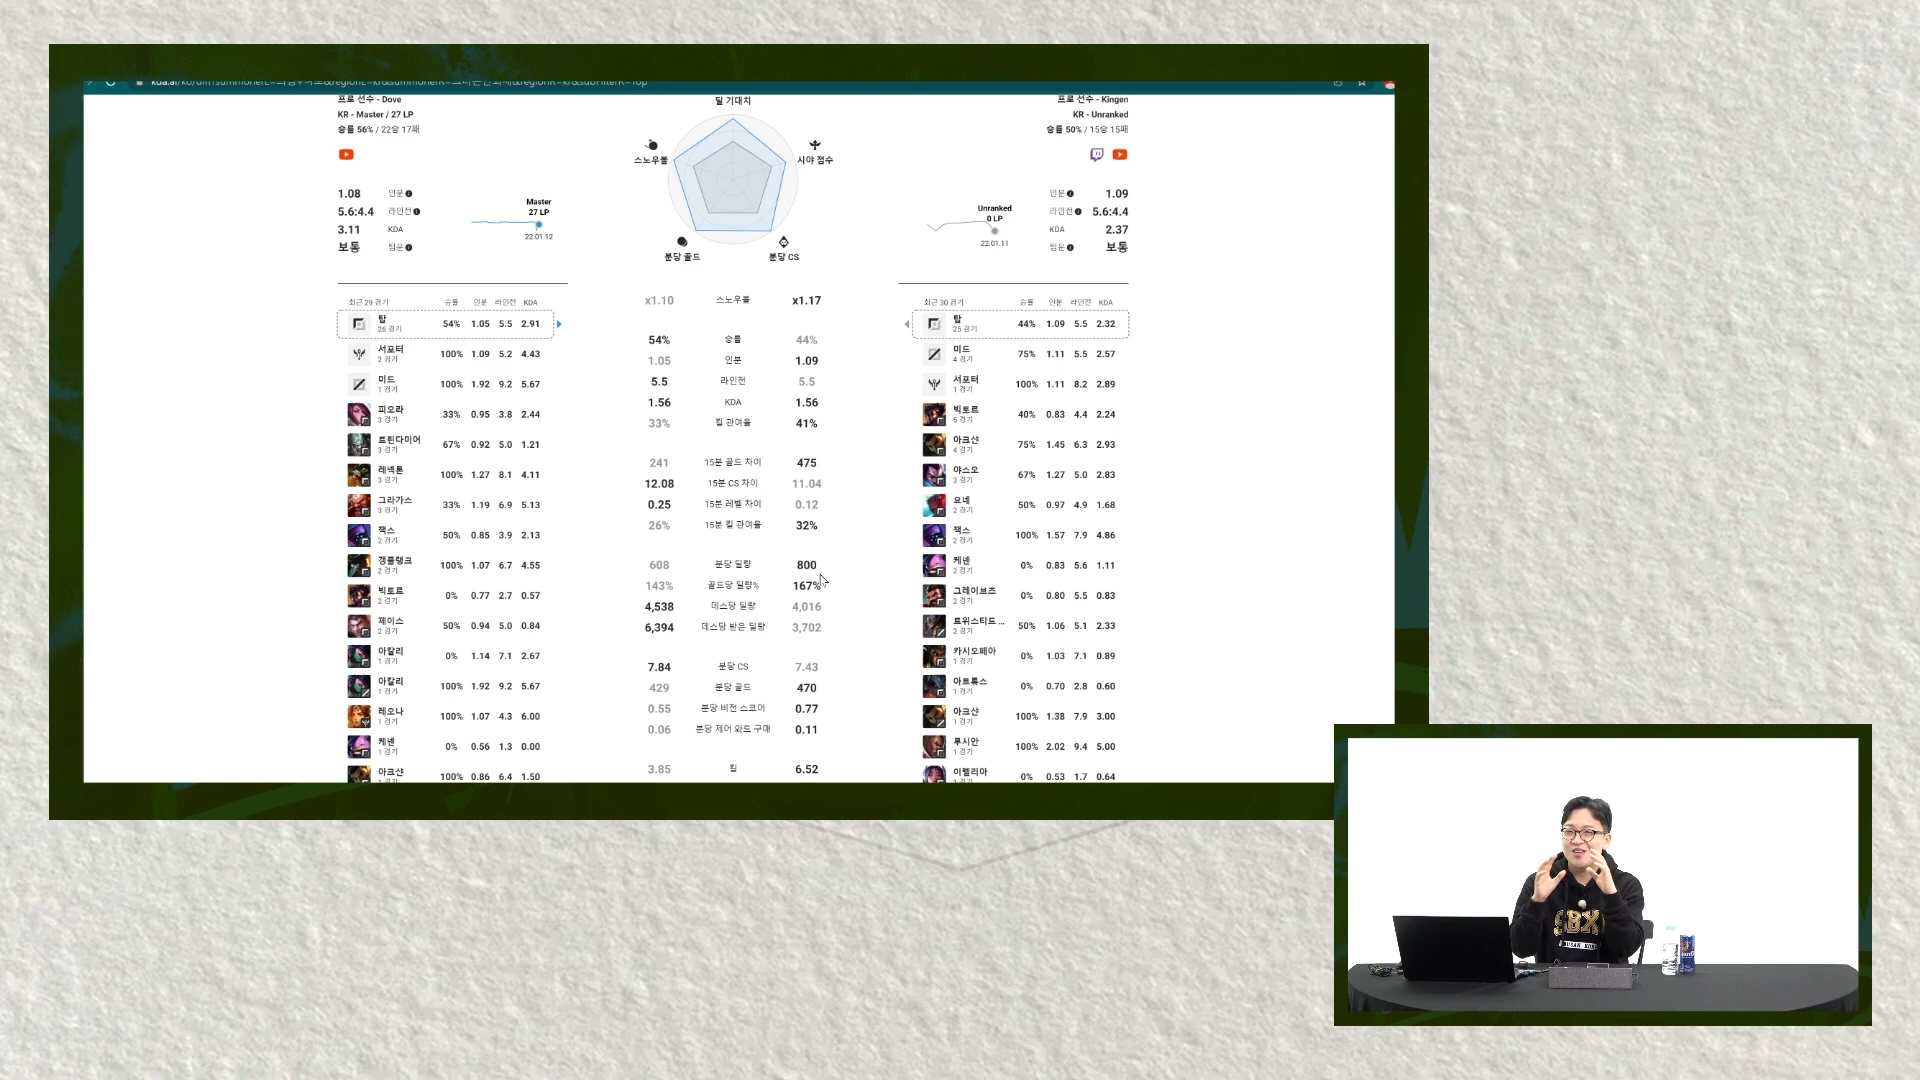 프로 선수 - Dove
KR - Master / 27 LP
승률 56% / 22승 17패
1.08 인분
5.6:4.4 라인전
3.11 KDA
보통 팀운
Master
27 LP
22.01.12
딜 기대치
스노우볼
시야 점수
분당 골드
분당 CS
프로 선수 - Kingen
KR - Unranked
승률 50% / 15승 15패
인분 1.09
라인전 5.6:4.4
KDA 2.37
팀운 보통
Unranked
0 LP
22.01.11
최근 29 경기 승률 인분 라인전 KDA
탑 54% 1.05 5.5 2.91
26 경기
서포터 100% 1.09 5.2 4.43
2 경기
미드 100% 1.92 9.2 5.67
1 경기
피오라 33% 0.95 3.8 2.44
3 경기
트린다미어 67% 0.92 5.0 1.21
3 경기
레넥톤 100% 1.27 8.1 4.11
3 경기
그라가스 33% 1.19 6.9 5.13
3 경기
잭스 50% 0.85 3.9 2.13
2 경기
갱플랭크 100% 1.07 6.7 4.55
2 경기
빅토르 0% 0.77 2.7 0.57
2 경기
제이스 50% 0.94 5.0 0.84
2 경기
아칼리 0% 1.14 7.1 2.67
1 경기
아칼리 100% 1.92 9.2 5.67
1 경기
레오나 100% 1.07 4.3 6.00
1 경기
케넨 0% 0.56 1.3 0.00
1 경기
아크샨 100% 0.86 6.4 1.50
x1.10 스노우볼 x1.17
54% 승률 44%
1.05 인분 1.09
5.5 라인전 5.5
1.56 KDA 1.56
33% 킬 관여율 41%
241 15분 골드 차이 475
12.08 15분 CS 차이 11.04
0.25 15분 레벨 차이 0.12
26% 15분 킬 관여율 32%
608 분당 딜량 800
143% 골드당 딜량% 167%
4,538 데스당 딜량 4,016
6,394 데스당 받은 딜량 3,702
7.84 분당 CS 7.43
429 분당 골드 470
0.55 분당 비전 스코어 0.77
0.06 분당 제어 와드 구매 0.11
3.85 킬 6.52
최근 30 경기 승률 인분 라인전 KDA
탑 44% 1.09 5.5 2.32
25 경기
미드 75% 1.11 5.5 2.57
4 경기
서포터 100% 1.11 8.2 2.89
1 경기
빅토르 40% 0.83 4.4 2.24
5 경기
아크샨 75% 1.45 6.3 2.93
4 경기
야스오 67% 1.27 5.0 2.83
3 경기
요네 50% 0.97 4.9 1.68
2 경기
잭스 100% 1.57 7.9 4.86
2 경기
케넨 0% 0.83 5.6 1.11
2 경기
그레이브즈 0% 0.80 5.5 0.83
2 경기
트위스티드 ... 50% 1.06 5.1 2.33
2 경기
카시오페아 0% 1.03 7.1 0.89
1 경기
아트록스 0% 0.70 2.8 0.60
1 경기
아크샨 100% 1.38 7.9 3.00
1 경기
루시안 100% 2.02 9.4 5.00
1 경기
이렐리아 0% 0.53 1.7 0.64
SBXG
BUSAN